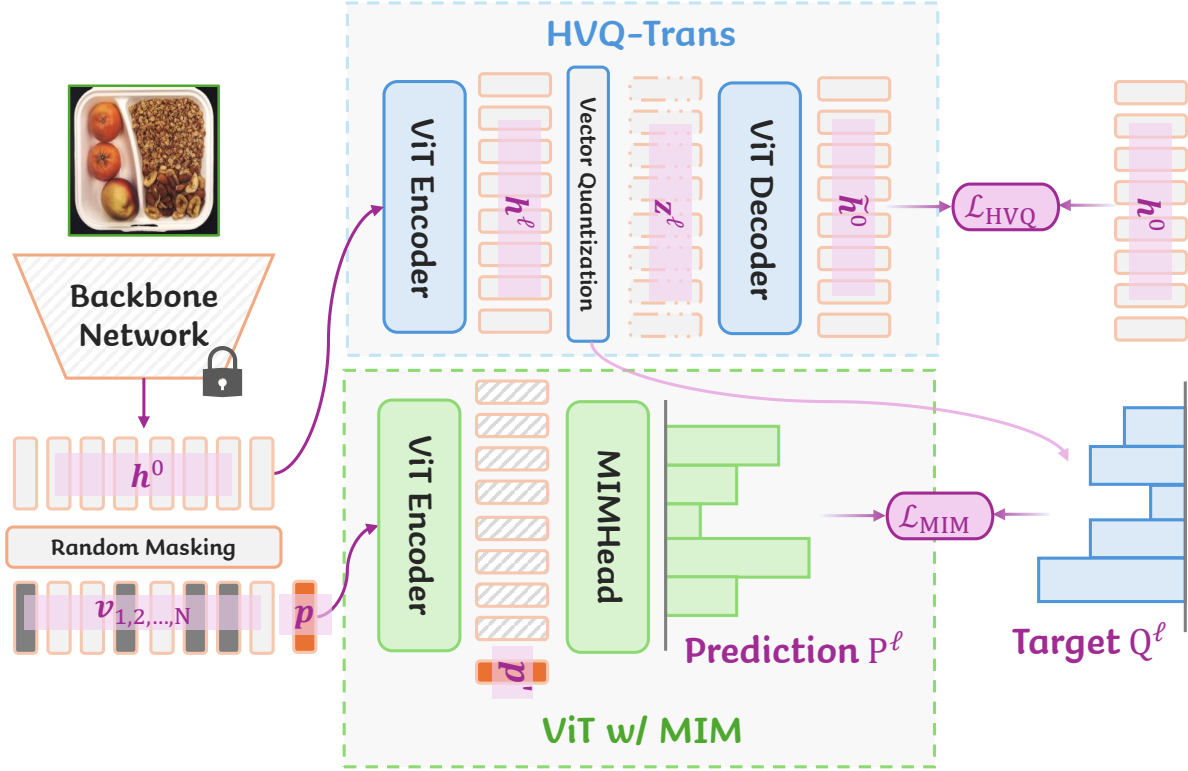 HVQ-Trans
ViT Encoder
h^ℓ
Vector Quantization
z^ℓ
ViT Decoder
h̃^0
ℒ_HVQ
h^0
Backbone
Network
h^0
Random Masking
v_1,2,...,N
p
ViT Encoder
p'
MIMHead
ℒ_MIM
Prediction P^ℓ
Target Q^ℓ
ViT w/ MIM